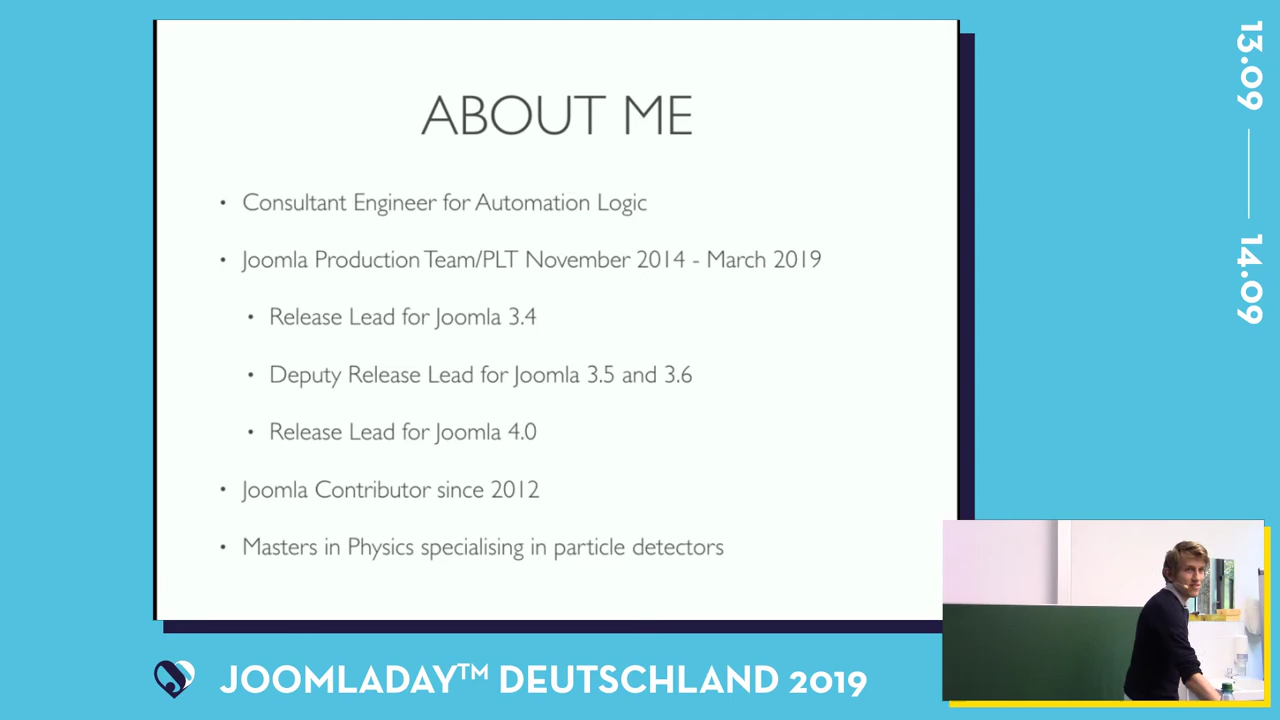 ABOUT ME
• Consultant Engineer for Automation Logic
• Joomla Production Team/PLT November 2014 - March 2019
• Release Lead for Joomla 3.4
• Deputy Release Lead for Joomla 3.5 and 3.6
• Release Lead for Joomla 4.0
• Joomla Contributor since 2012
• Masters in Physics specialising in particle detectors
13.09
14.09
JOOMLADAY™ DEUTSCHLAND 2019